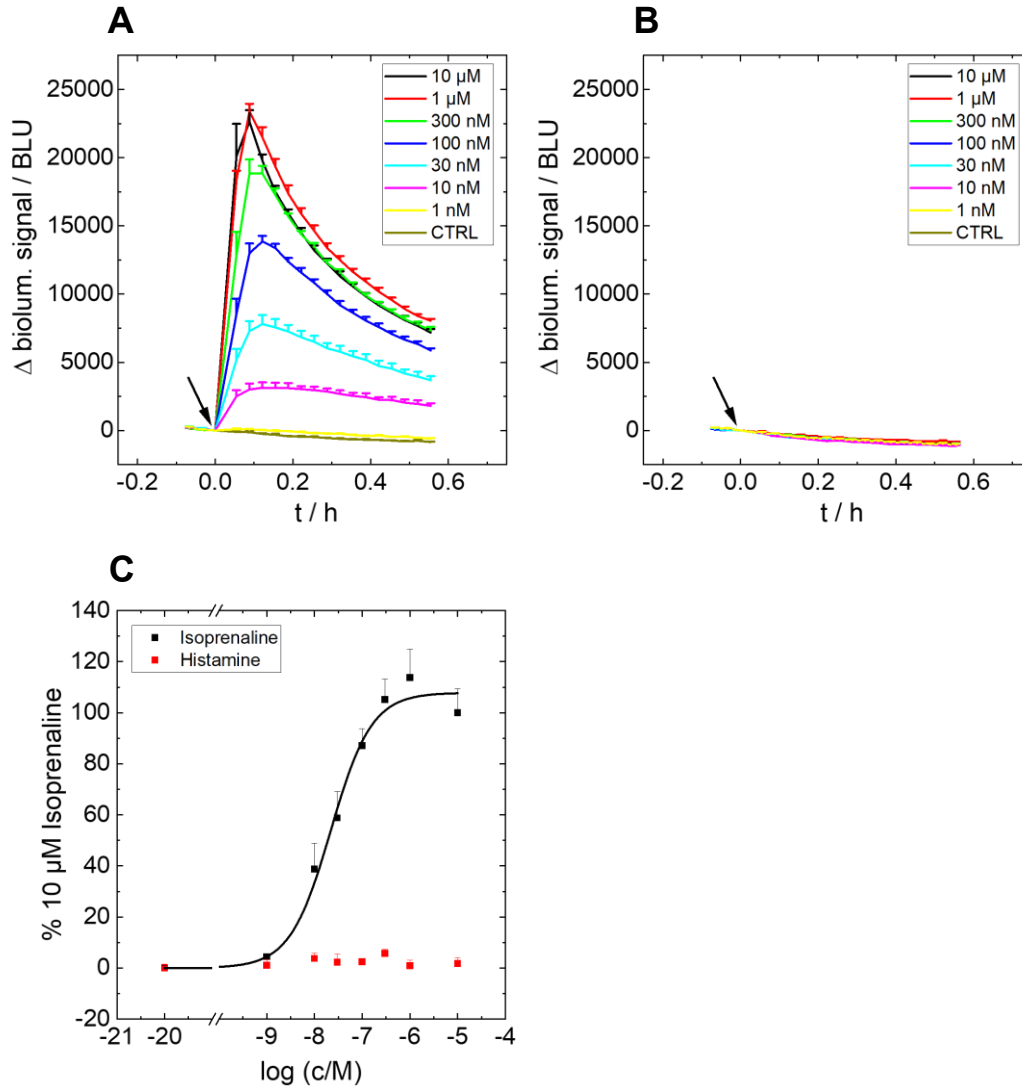 A
Δ biolum. signal / BLU
25000
20000
15000
10000
5000
0
-0.2 0.0 0.2 0.4 0.6
t / h
10 µM
1 µM
300 nM
100 nM
30 nM
10 nM
1 nM
CTRL
B
Δ biolum. signal / BLU
25000
20000
15000
10000
5000
0
-0.2 0.0 0.2 0.4 0.6
t / h
10 µM
1 µM
300 nM
100 nM
30 nM
10 nM
1 nM
CTRL
C
% 10 µM Isoprenaline
140
120
100
80
60
40
20
0
-20
-21 -20 -9 -8 -7 -6 -5 -4
log (c/M)
Isoprenaline
Histamine